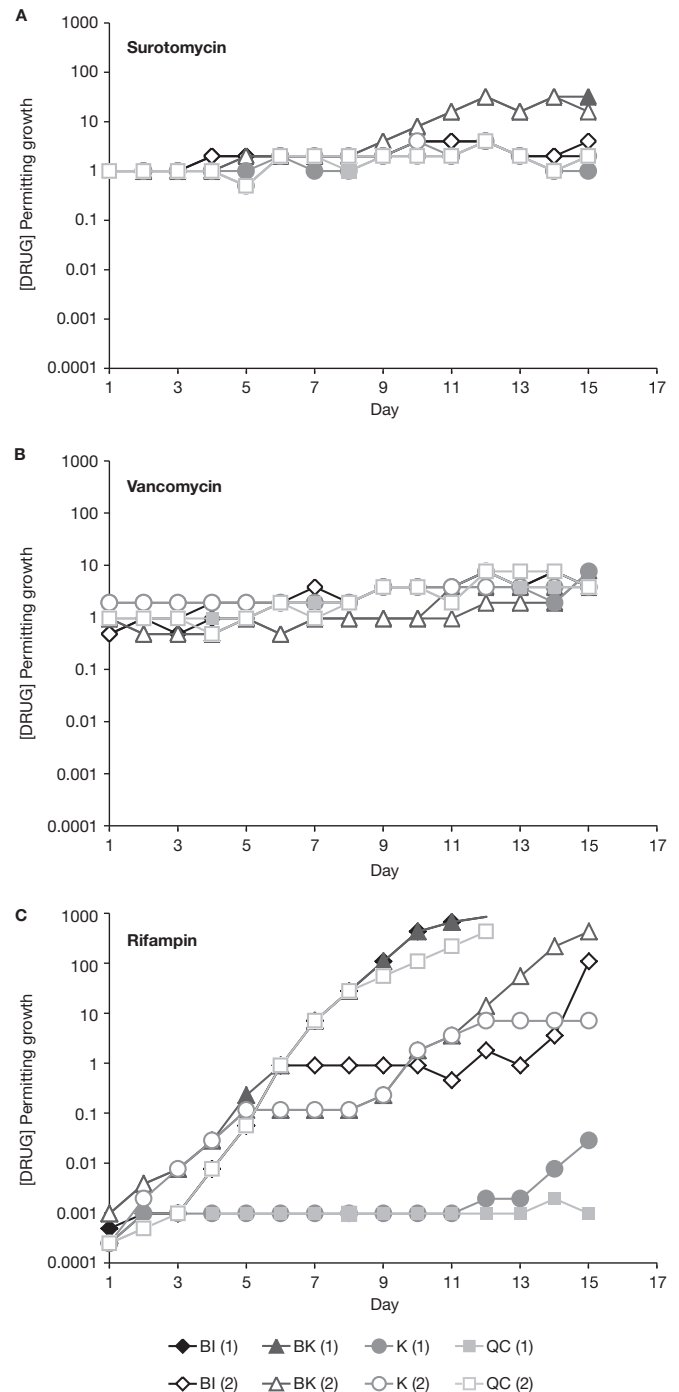 A
Surotomycin
[DRUG] Permitting growth
1000
100
10
1
0.1
0.01
0.001
0.0001
1 3 5 7 9 11 13 15 17
Day
B
Vancomycin
[DRUG] Permitting growth
1000
100
10
1
0.1
0.01
0.001
0.0001
1 3 5 7 9 11 13 15 17
Day
C
Rifampin
[DRUG] Permitting growth
1000
100
10
1
0.1
0.01
0.001
0.0001
1 3 5 7 9 11 13 15 17
Day
BI (1) BK (1) K (1) QC (1)
BI (2) BK (2) K (2) QC (2)